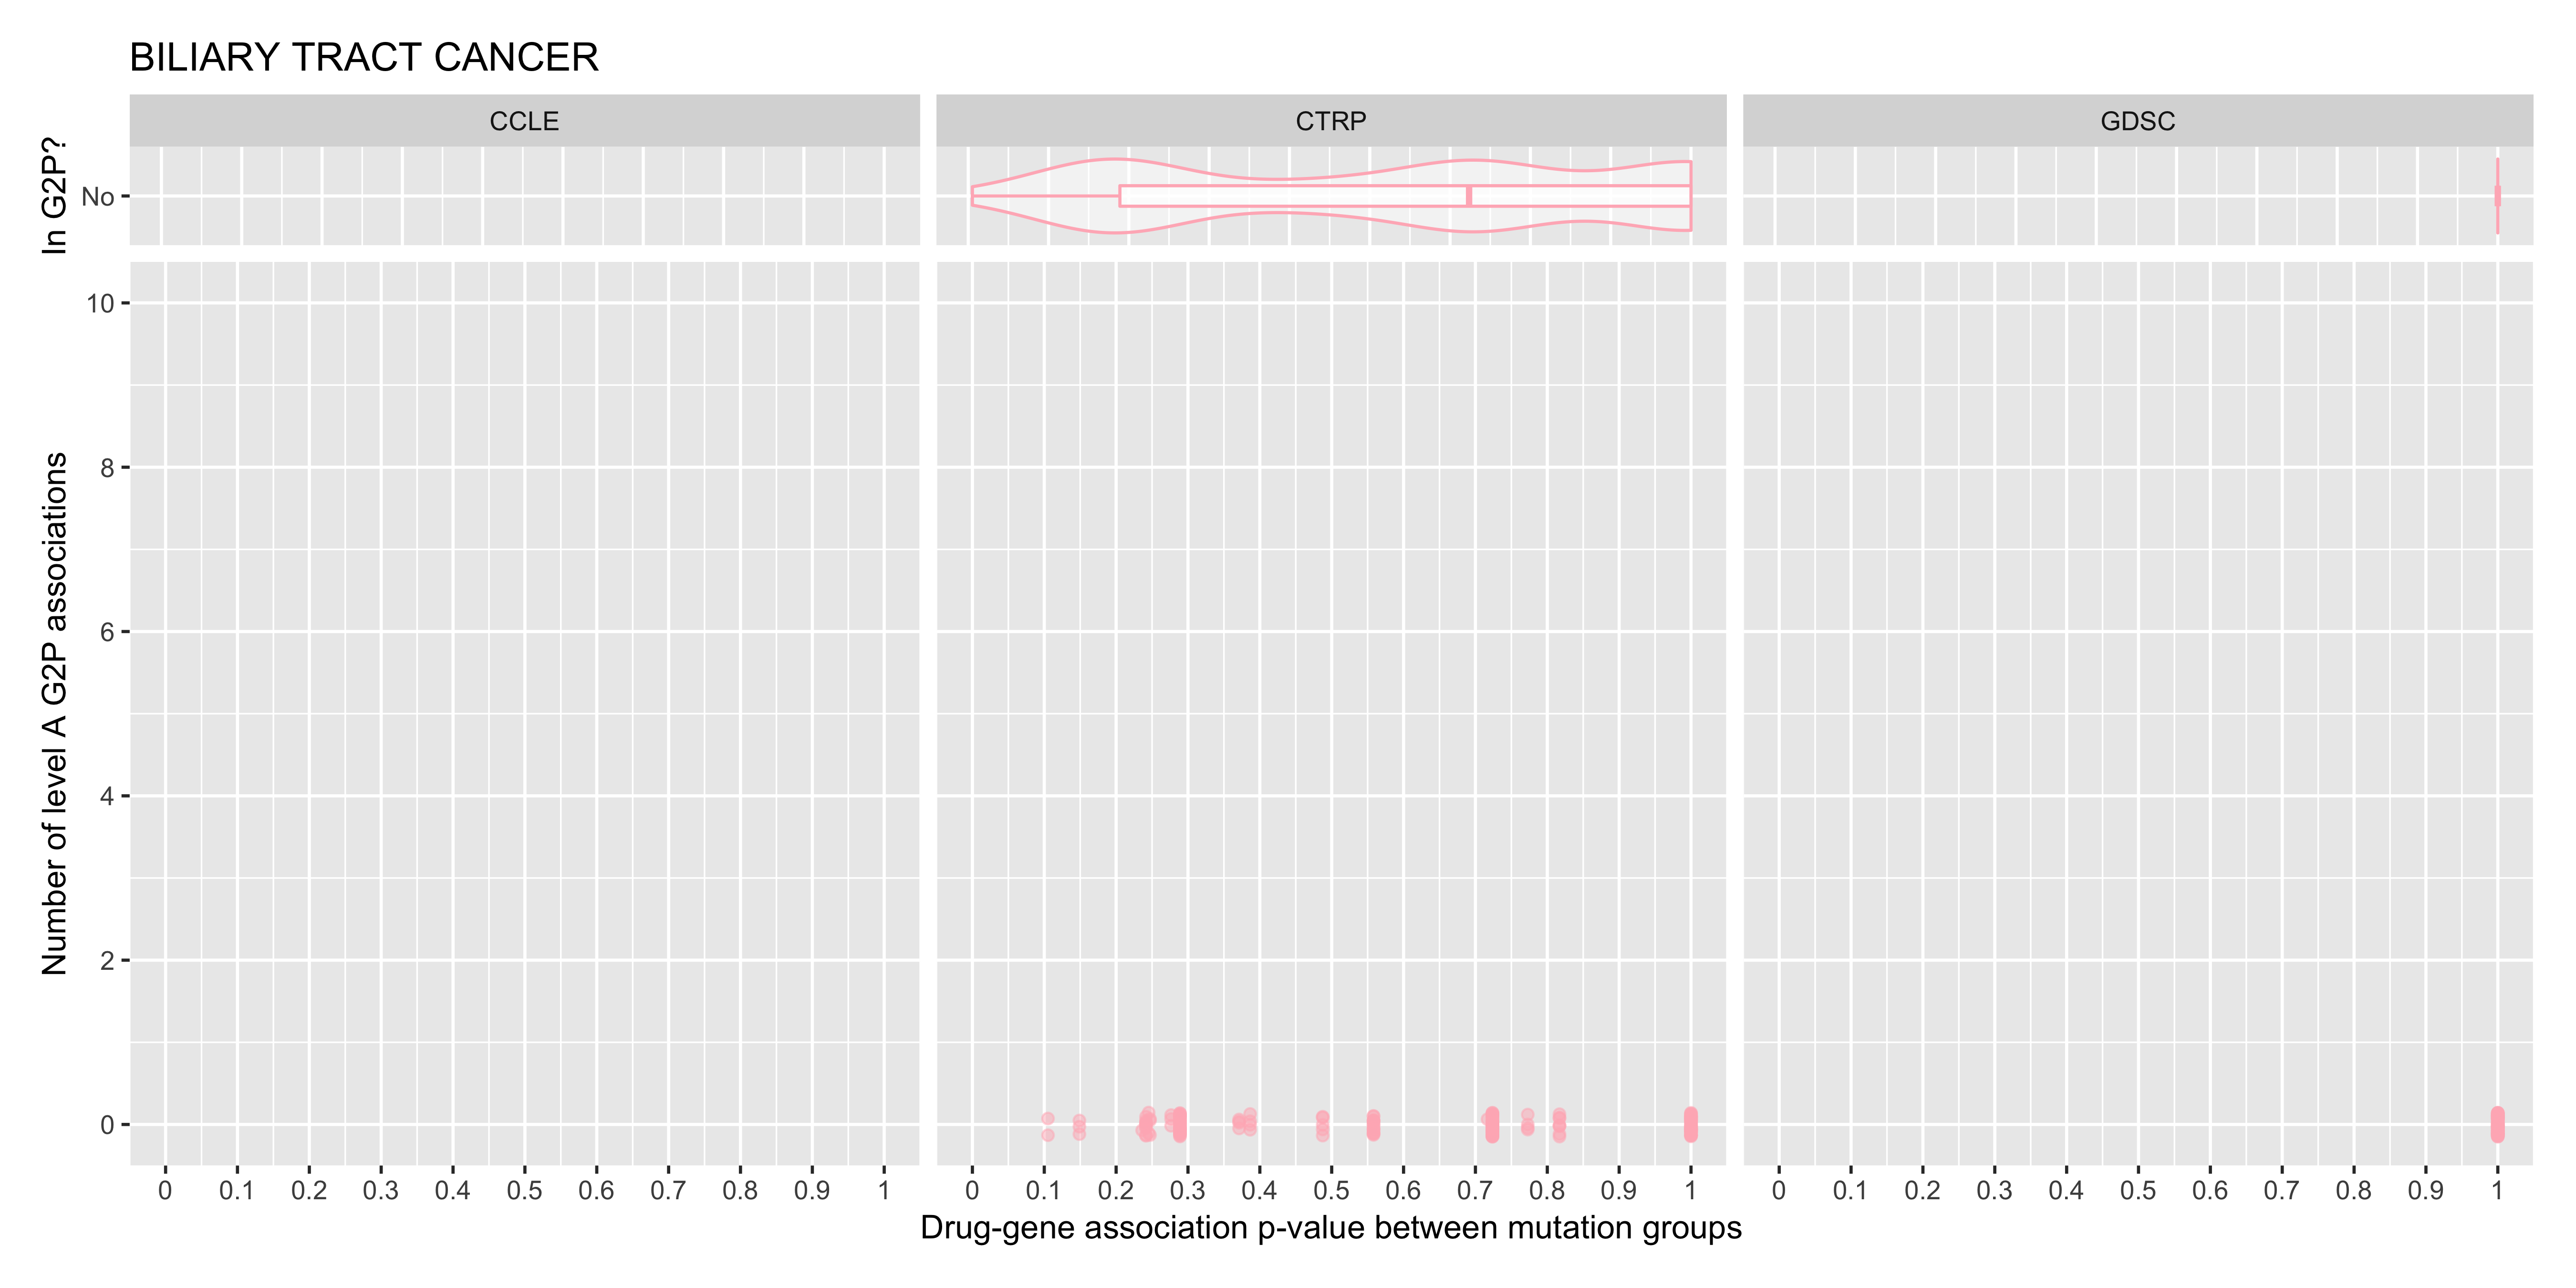 BILIARY TRACT CANCER
CCLE CTRP GDSC
In G2P?
No
Number of level A G2P associations
10
8
6
4
2
0
0 0.1 0.2 0.3 0.4 0.5 0.6 0.7 0.8 0.9 1 0 0.1 0.2 0.3 0.4 0.5 0.6 0.7 0.8 0.9 1 0 0.1 0.2 0.3 0.4 0.5 0.6 0.7 0.8 0.9 1
Drug-gene association p-value between mutation groups